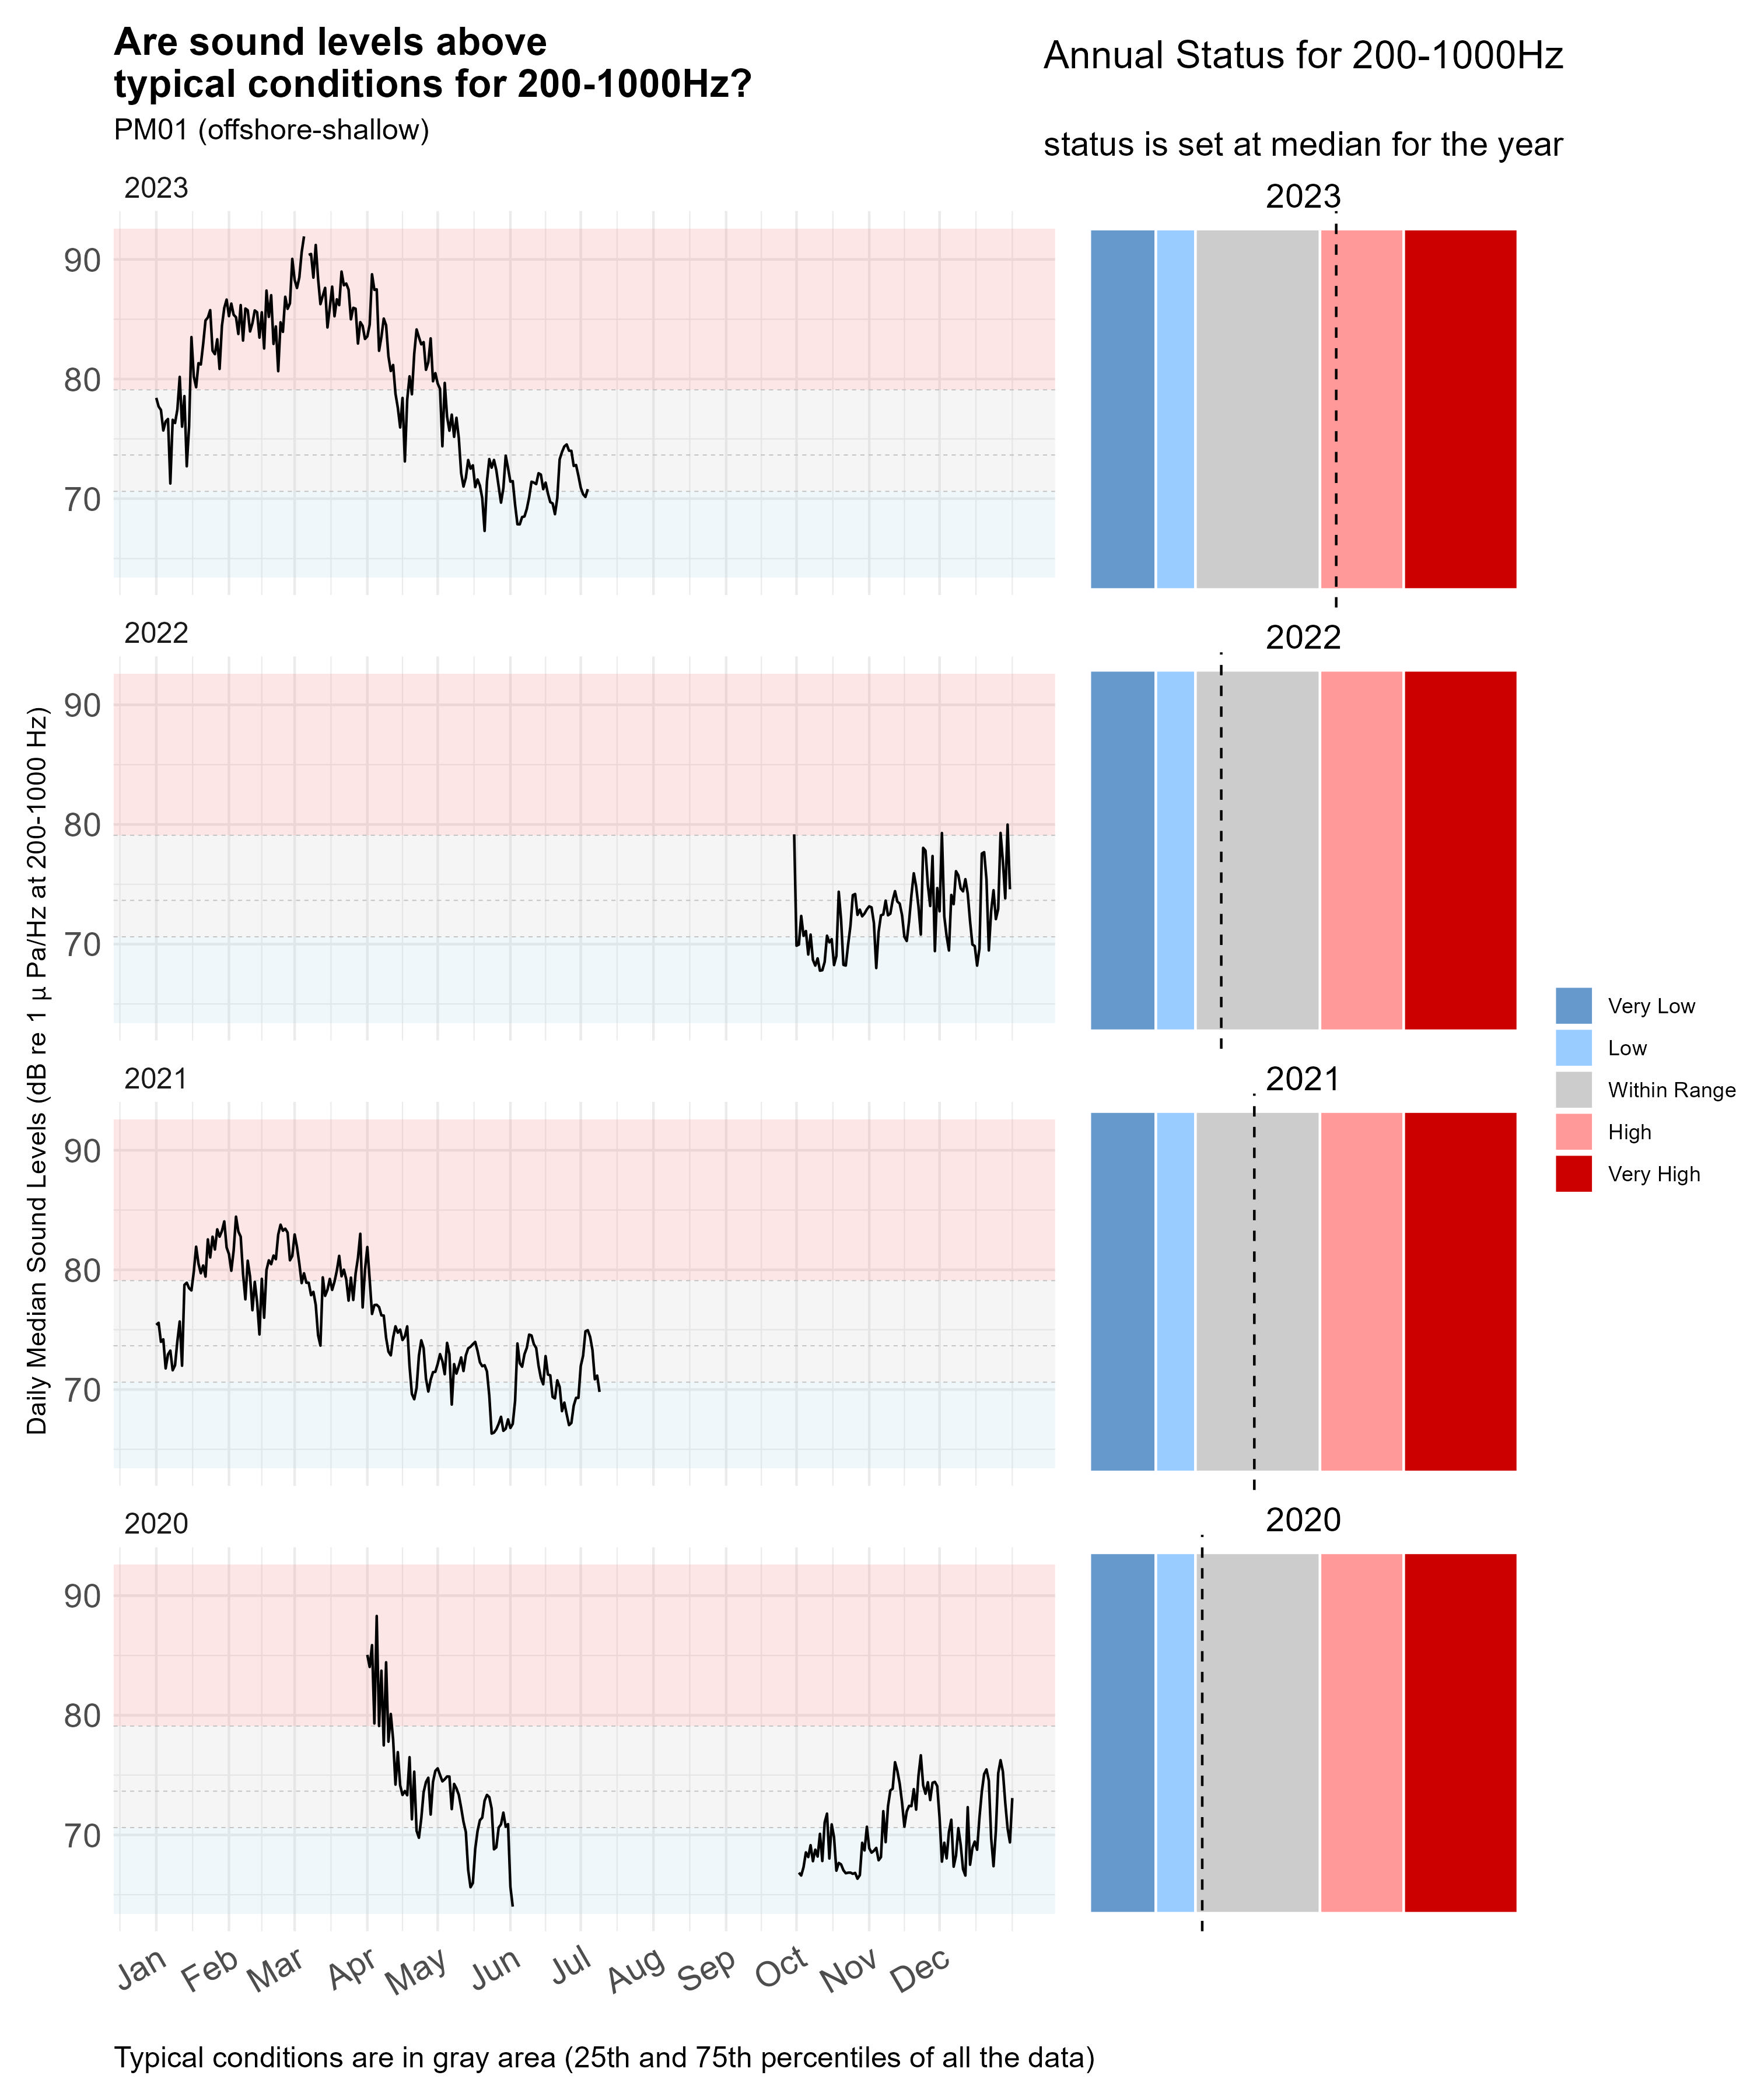 Are sound levels above
typical conditions for 200-1000Hz?
PM01 (offshore-shallow)
Annual Status for 200-1000Hz
status is set at median for the year
Daily Median Sound Levels (dB re 1 µ Pa/Hz at 200-1000 Hz)
2023
90
80
70
2023
2022
90
80
70
2022
2021
90
80
70
2021
2020
90
80
70
2020
Jan Feb Mar Apr May Jun Jul Aug Sep Oct Nov Dec
Very Low
Low
Within Range
High
Very High
Typical conditions are in gray area (25th and 75th percentiles of all the data)